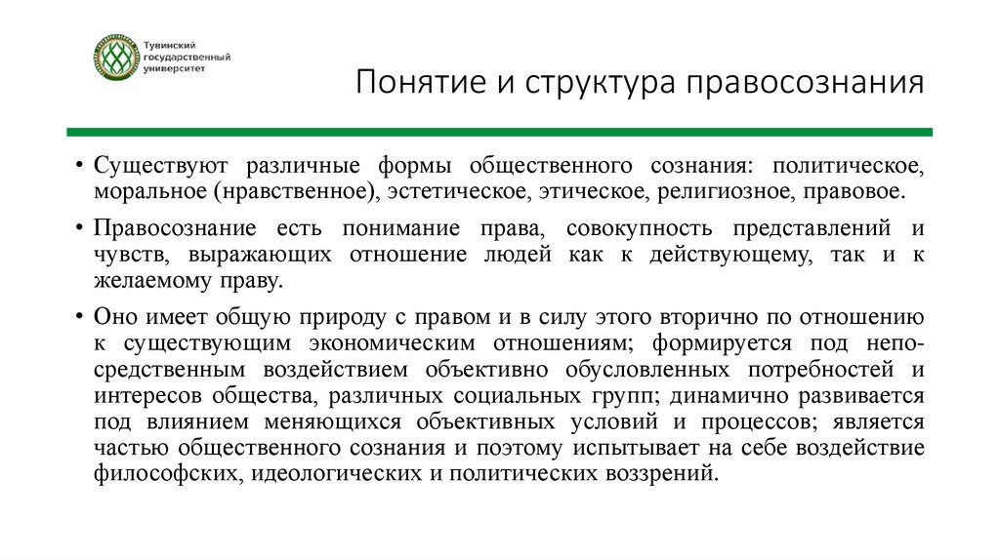 Тувинский
государственный
университет
Понятие и структура правосознания
• Существуют различные формы общественного сознания: политическое,
моральное (нравственное), эстетическое, этическое, религиозное, правовое.
• Правосознание есть понимание права, совокупность представлений и
чувств, выражающих отношение людей как к действующему, так и к
желаемому праву.
• Оно имеет общую природу с правом и в силу этого вторично по отношению
к существующим экономическим отношениям; формируется под непо-
средственным воздействием объективно обусловленных потребностей и
интересов общества, различных социальных групп; динамично развивается
под влиянием меняющихся объективных условий и процессов; является
частью общественного сознания и поэтому испытывает на себе воздействие
философских, идеологических и политических воззрений.